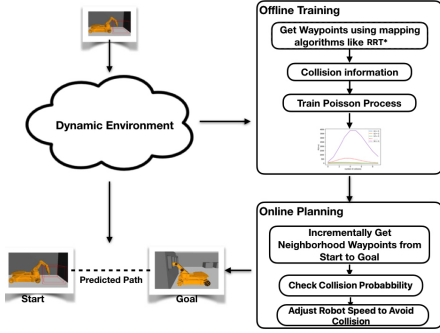 Offline Training
Get Waypoints using mapping
algorithms like RRT*
Collision information
Train Poisson Process
Dynamic Environment
Online Planning
Incrementally Get
Neighborhood Waypoints from
Start to Goal
Check Collision Probabbility
Adjust Robot Speed to Avoid
Collision
Start
Predicted Path
Goal